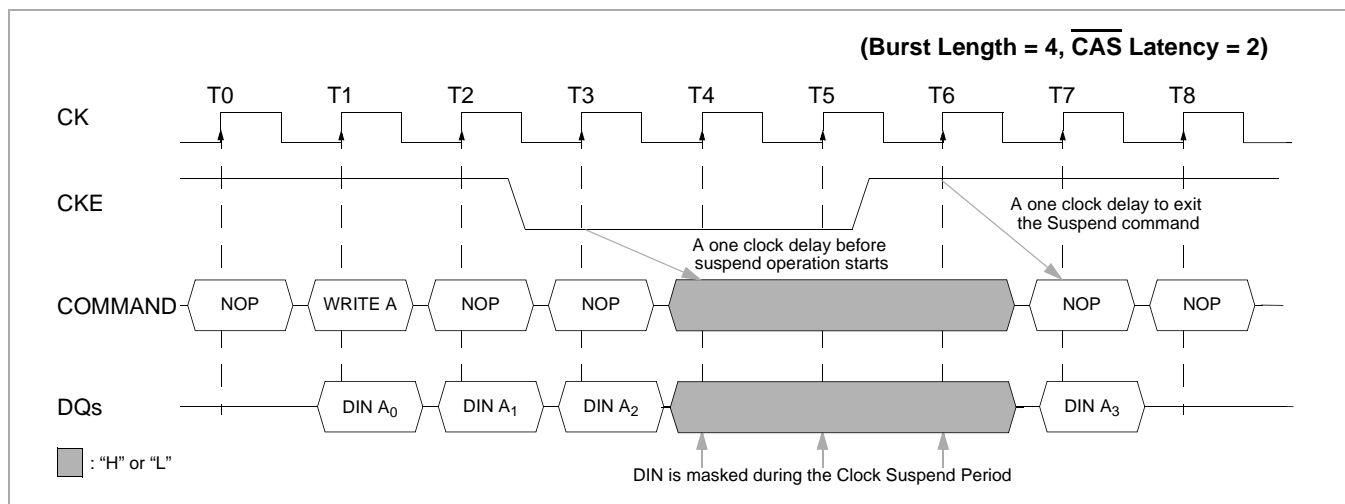 (Burst Length = 4, CAS Latency = 2)
T0 T1 T2 T3 T4 T5 T6 T7 T8
CK
CKE
A one clock delay to exit
the Suspend command
A one clock delay before
suspend operation starts
COMMAND NOP WRITE A NOP NOP NOP NOP
DQs DIN A0 DIN A1 DIN A2 DIN A3
: “H” or “L”
DIN is masked during the Clock Suspend Period